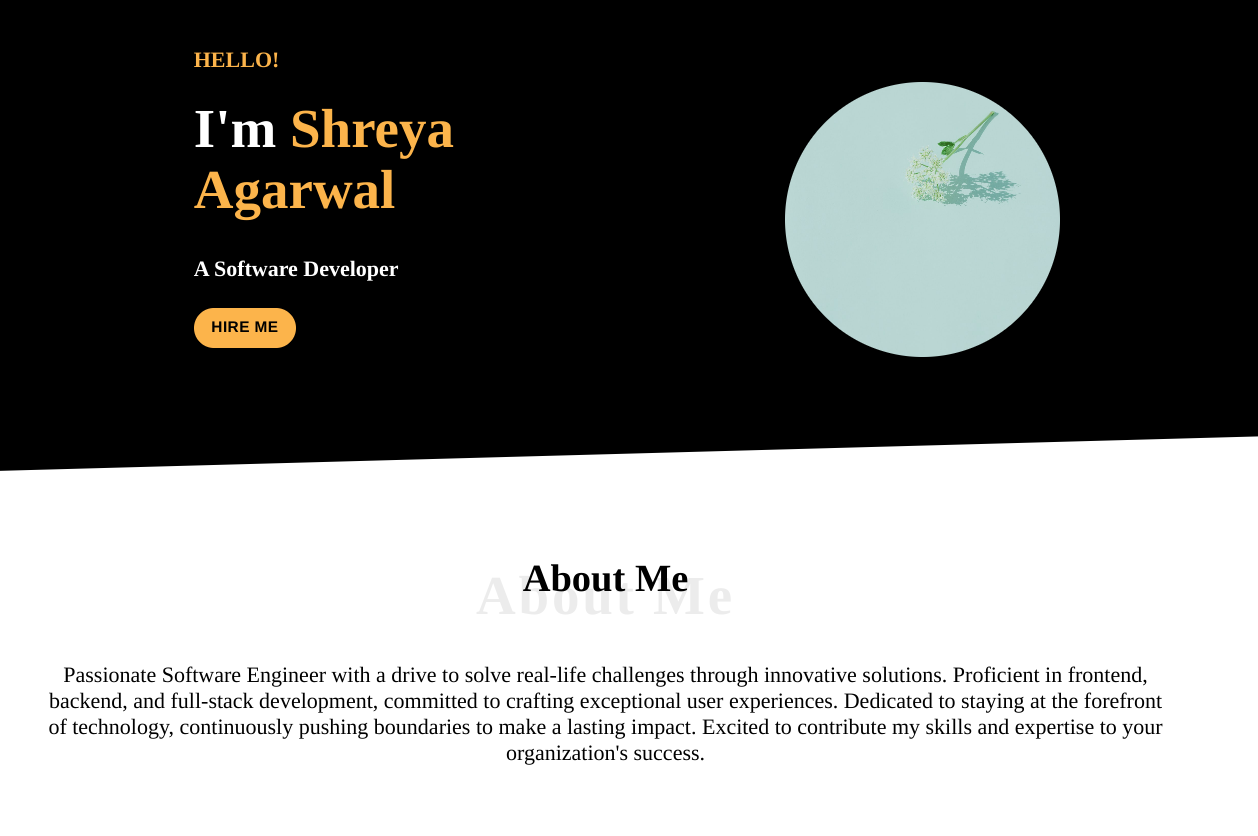 HELLO!
I'm Shreya
Agarwal
A Software Developer
HIRE ME
About Me
About Me
Passionate Software Engineer with a drive to solve real-life challenges through innovative solutions. Proficient in frontend,
backend, and full-stack development, committed to crafting exceptional user experiences. Dedicated to staying at the forefront
of technology, continuously pushing boundaries to make a lasting impact. Excited to contribute my skills and expertise to your
organization's success.